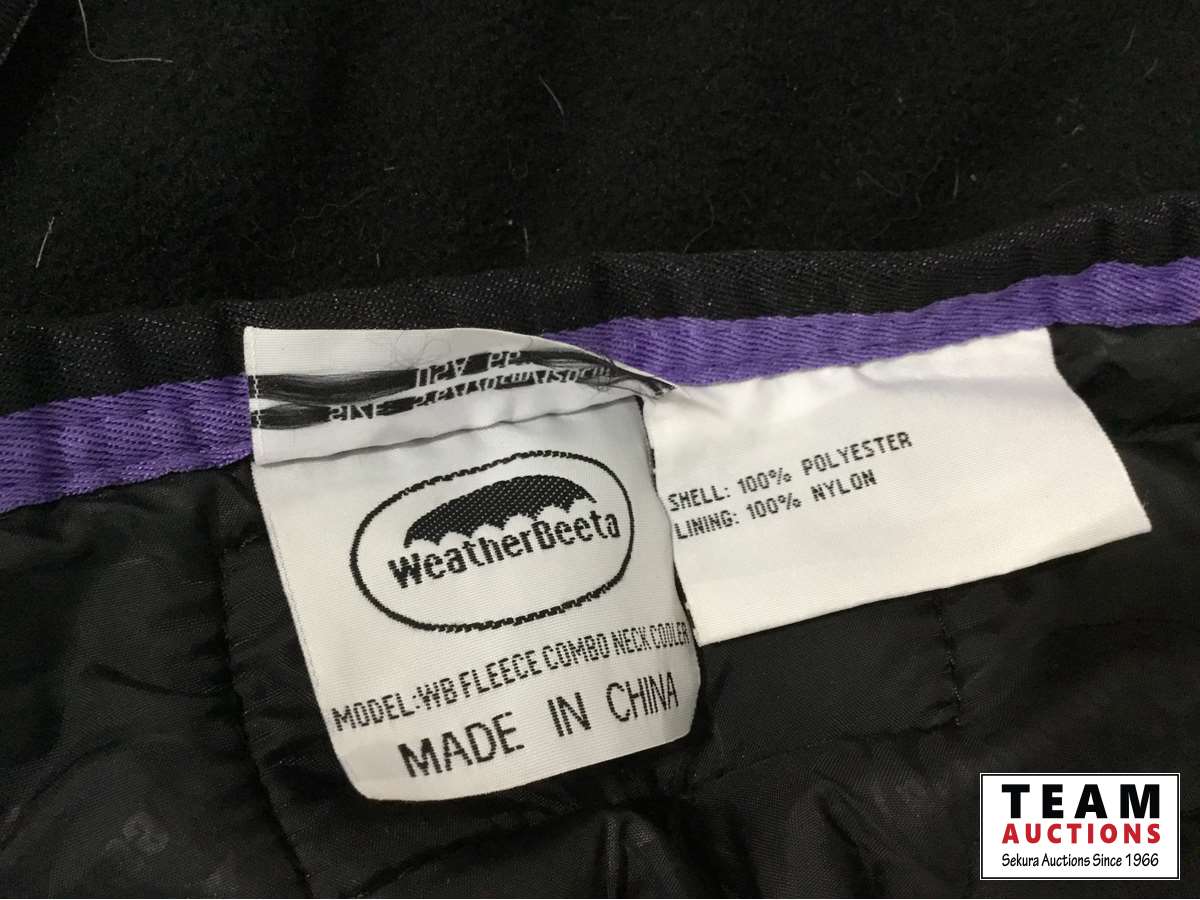 WeatherBeeta
MODEL:WB FLEECE COMBO NECK COOLER
MADE IN CHINA
SHELL: 100% POLYESTER
LINING: 100% NYLON
TEAM
AUCTIONS
Sekura Auctions Since 1966